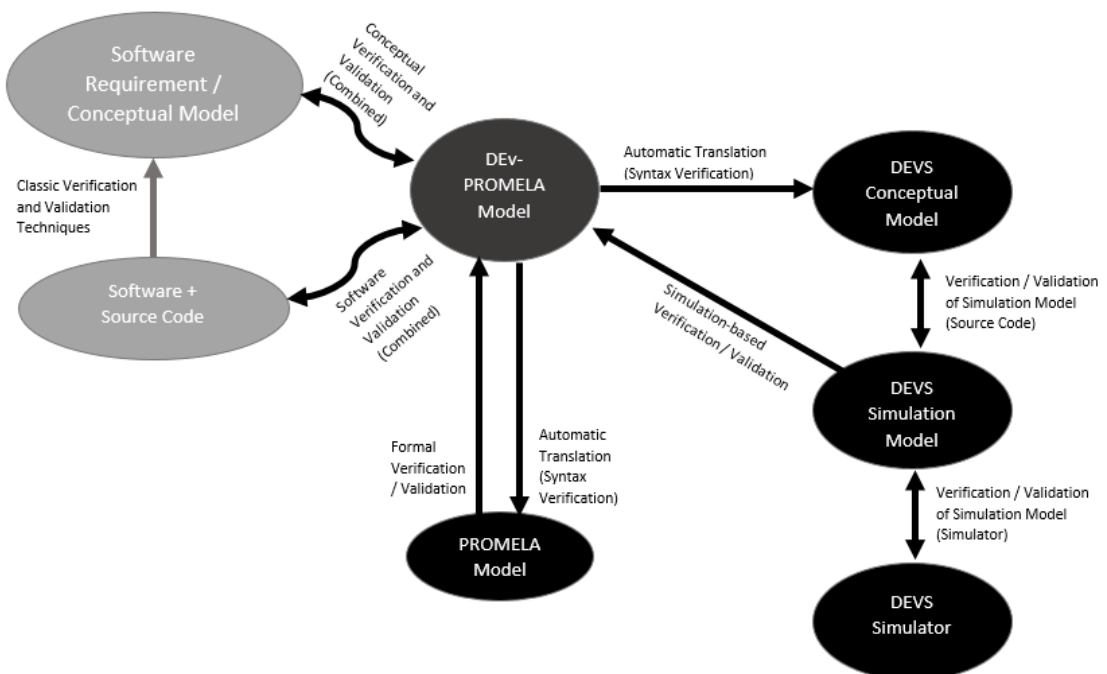 Software
Requirement /
Conceptual Model
Conceptual
Verification and
Validation
(Combined)
Classic Verification
and Validation
Techniques
Software +
Source Code
Software
Verification and
Validation
(Combined)
DEv-
PROMELA
Model
Automatic Translation
(Syntax Verification)
DEVS
Conceptual
Model
Verification / Validation
of Simulation Model
(Source Code)
Simulation-based
Verification / Validation
DEVS
Simulation
Model
Formal
Verification
/ Validation
Automatic
Translation
(Syntax
Verification)
Verification / Validation
of Simulation Model
(Simulator)
PROMELA
Model
DEVS
Simulator